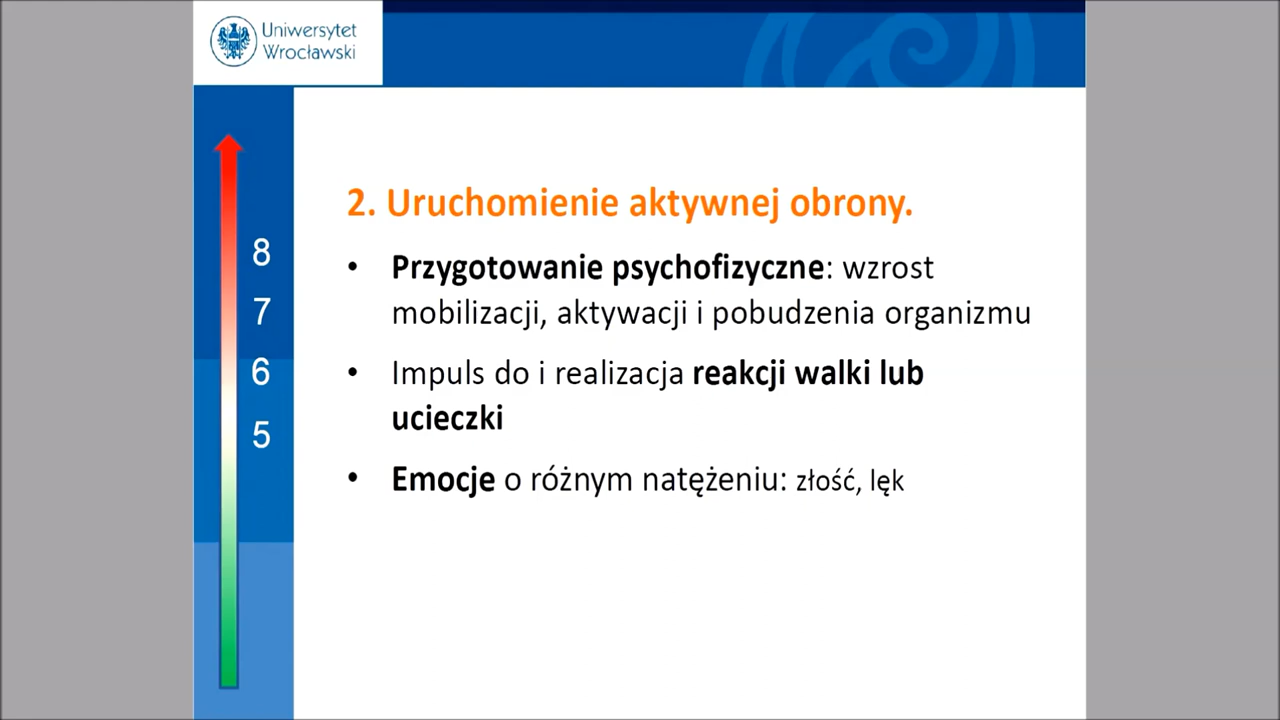 Uniwersytet
Wrocławski
2. Uruchomienie aktywnej obrony.
• Przygotowanie psychofizyczne: wzrost
mobilizacji, aktywacji i pobudzenia organizmu
• Impuls do i realizacja reakcji walki lub
ucieczki
• Emocje o różnym natężeniu: złość, lęk
8
7
6
5